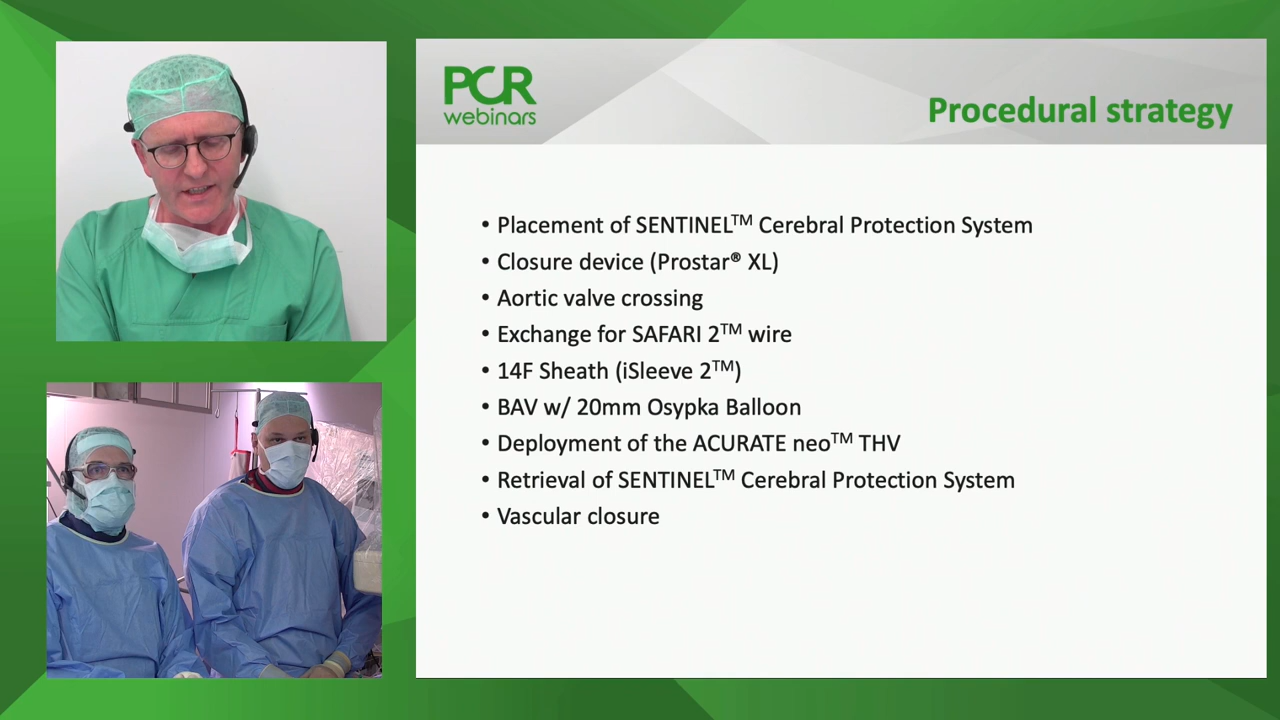 PCR
webinars
Procedural strategy
• Placement of SENTINEL™ Cerebral Protection System
• Closure device (Prostar® XL)
• Aortic valve crossing
• Exchange for SAFARI 2™ wire
• 14F Sheath (iSleeve 2™)
• BAV w/ 20mm Osypka Balloon
• Deployment of the ACURATE neo™ THV
• Retrieval of SENTINEL™ Cerebral Protection System
• Vascular closure